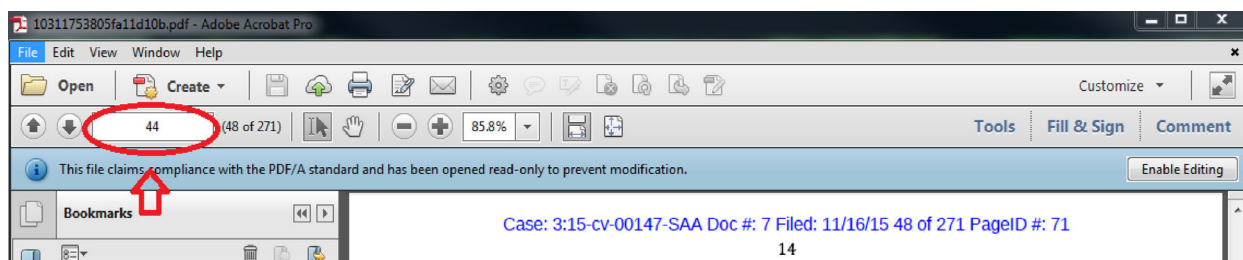 10311753805fa11d10b.pdf - Adobe Acrobat Pro
File Edit View Window Help
Open Create Customize
44 (48 of 271) 85.8% Tools Fill & Sign Comment
This file claims compliance with the PDF/A standard and has been opened read-only to prevent modification. Enable Editing
Bookmarks
Case: 3:15-cv-00147-SAA Doc #: 7 Filed: 11/16/15 48 of 271 PageID #: 71
14